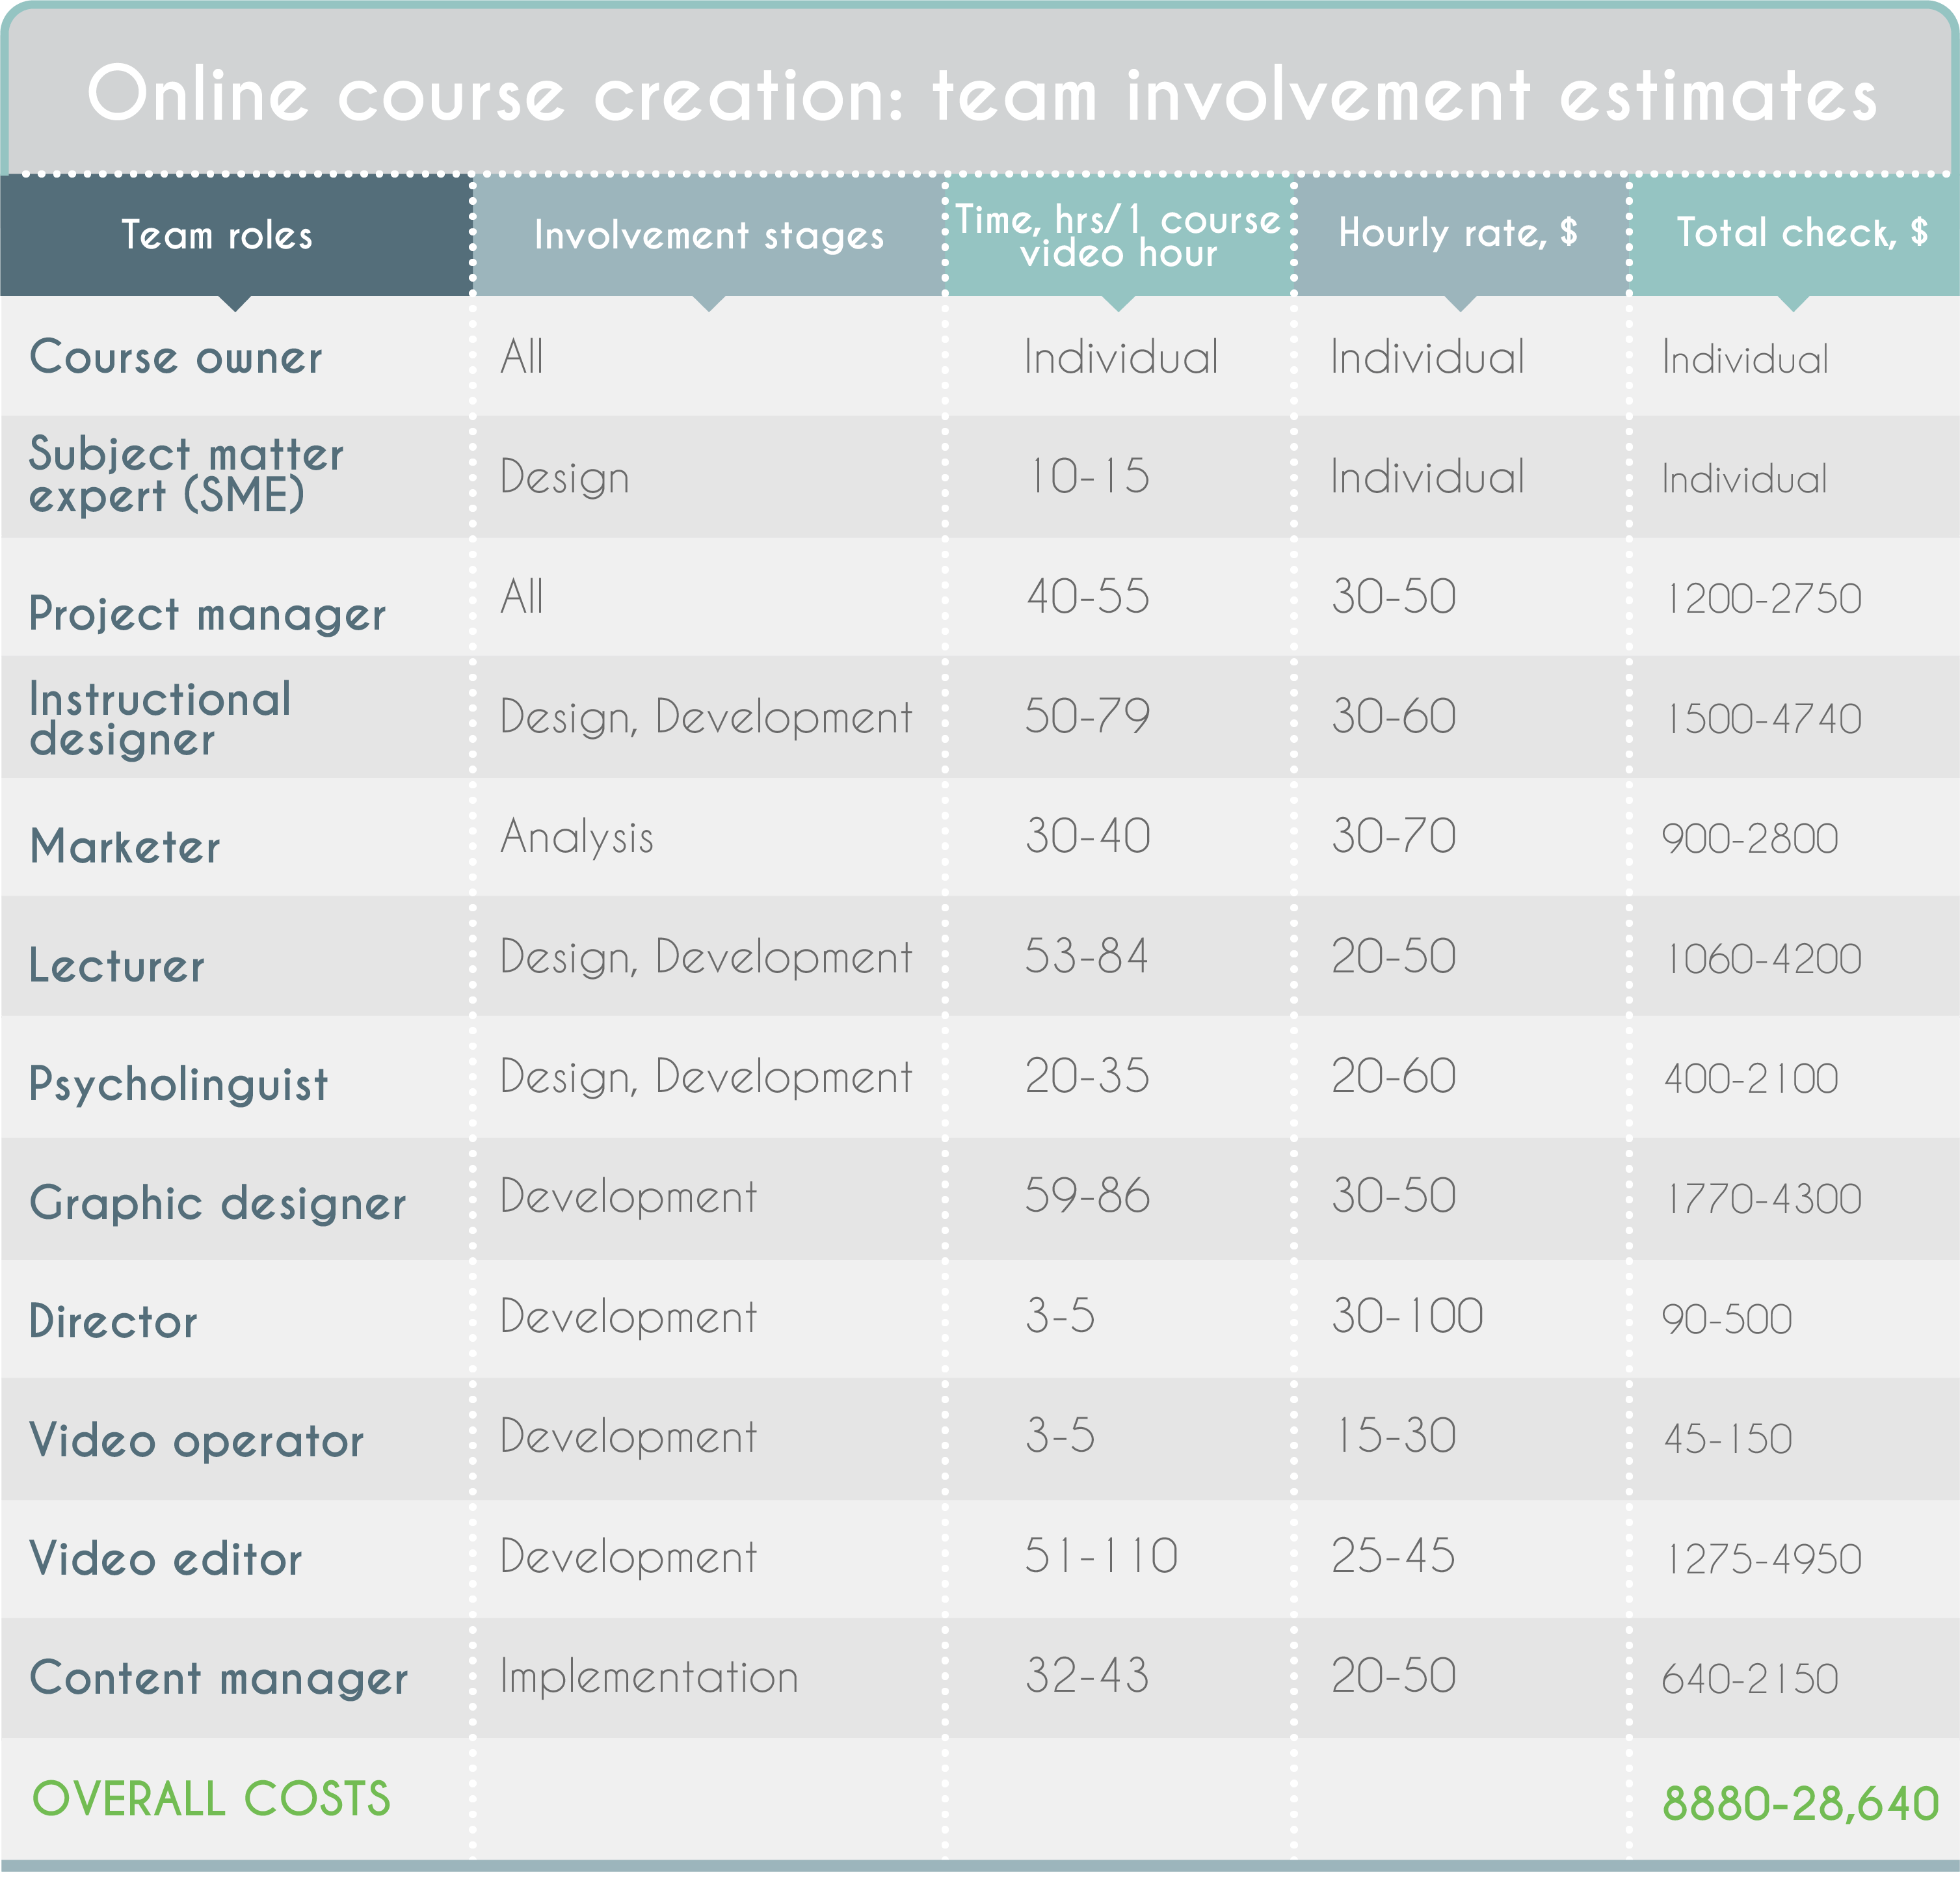 Online course creation: team involvement estimates
Team roles
Involvement stages
Time, hrs/1 course
video hour
Hourly rate, $
Total check, $
Course owner
All
Individual
Individual
Individual
Subject matter
expert (SME)
Design
10-15
Individual
Individual
Project manager
All
40-55
30-50
1200-2750
Instructional
designer
Design, Development
50-79
30-60
1500-4740
Marketer
Analysis
30-40
30-70
900-2800
Lecturer
Design, Development
53-84
20-50
1060-4200
Psycholinguist
Design, Development
20-35
20-60
400-2100
Graphic designer
Development
59-86
30-50
1770-4300
Director
Development
3-5
30-100
90-500
Video operator
Development
3-5
15-30
45-150
Video editor
Development
51-110
25-45
1275-4950
Content manager
Implementation
32-43
20-50
640-2150
OVERALL COSTS
8880-28,640